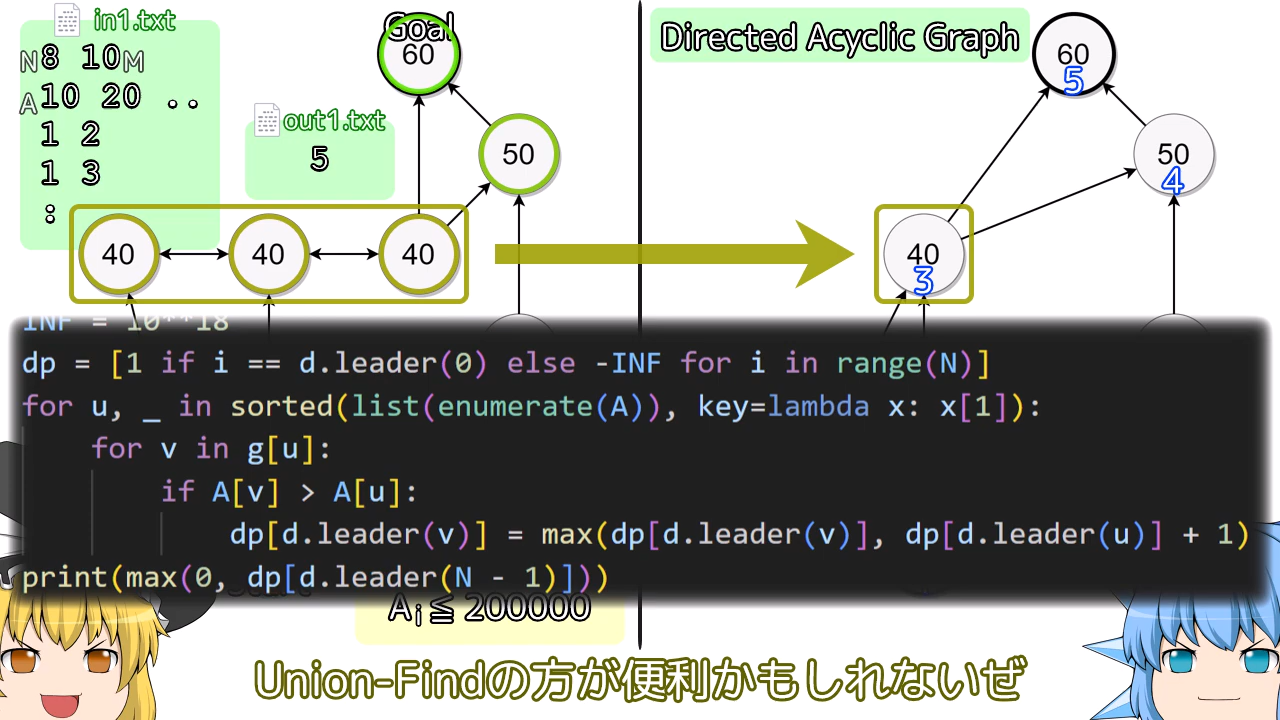 in1.txt
N 8 10 M
A 10 20 ..
1 2
1 3
:
out1.txt
5
Goal
60
50
40
40
40
Directed Acyclic Graph
60
5
50
4
40
3
INF = 10**18
dp = [1 if i == d.leader(0) else -INF for i in range(N)]
for u, _ in sorted(list(enumerate(A)), key=lambda x: x[1]):
    for v in g[u]:
        if A[v] > A[u]:
            dp[d.leader(v)] = max(dp[d.leader(v)], dp[d.leader(u)] + 1)
print(max(0, dp[d.leader(N - 1)]))
Ai ≦ 200000
Union-Findの方が便利かもしれないぜ